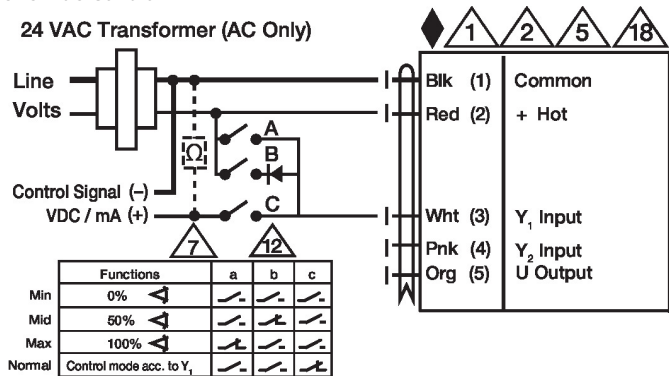 24 VAC Transformer (AC Only)
1 2 5 18
Line
Volts
Blk (1) Common
Red (2) + Hot
A
B
C
Ω
Control Signal (–)
VDC / mA (+)
Wht (3) Y1 Input
Pnk (4) Y2 Input
Org (5) U Output
7 12
Functions a b c
Min 0%
Mid 50%
Max 100%
Normal Control mode acc. to Y1